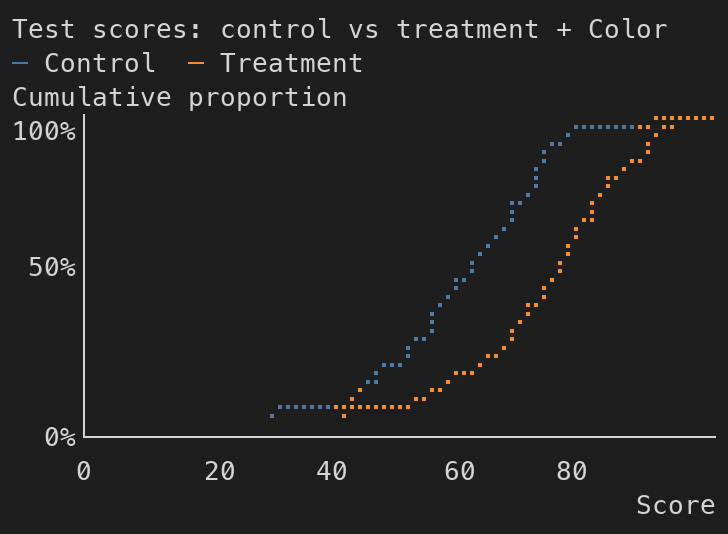 Test scores: control vs treatment + Color
Control Treatment
Cumulative proportion
100%
50%
0%
0 20 40 60 80
Score